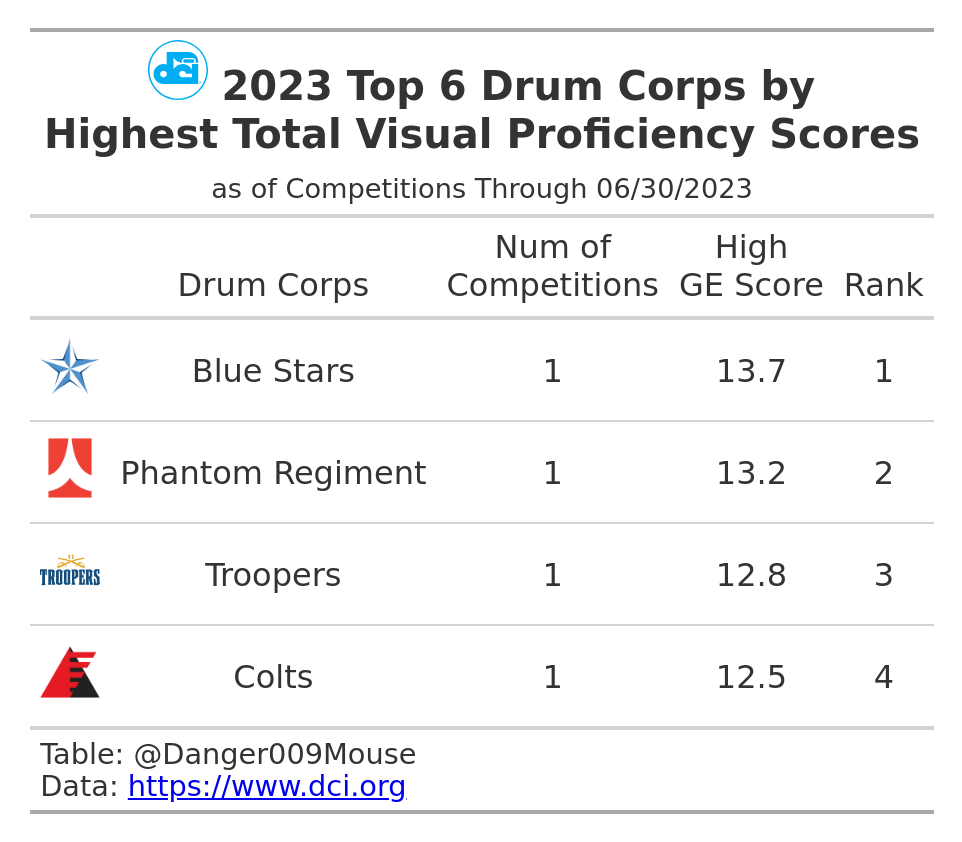 2023 Top 6 Drum Corps by
Highest Total Visual Proficiency Scores
as of Competitions Through 06/30/2023
Drum Corps Num of Competitions High GE Score Rank
Blue Stars 1 13.7 1
Phantom Regiment 1 13.2 2
TROOPERS Troopers 1 12.8 3
Colts 1 12.5 4
Table: @Danger009Mouse
Data: https://www.dci.org